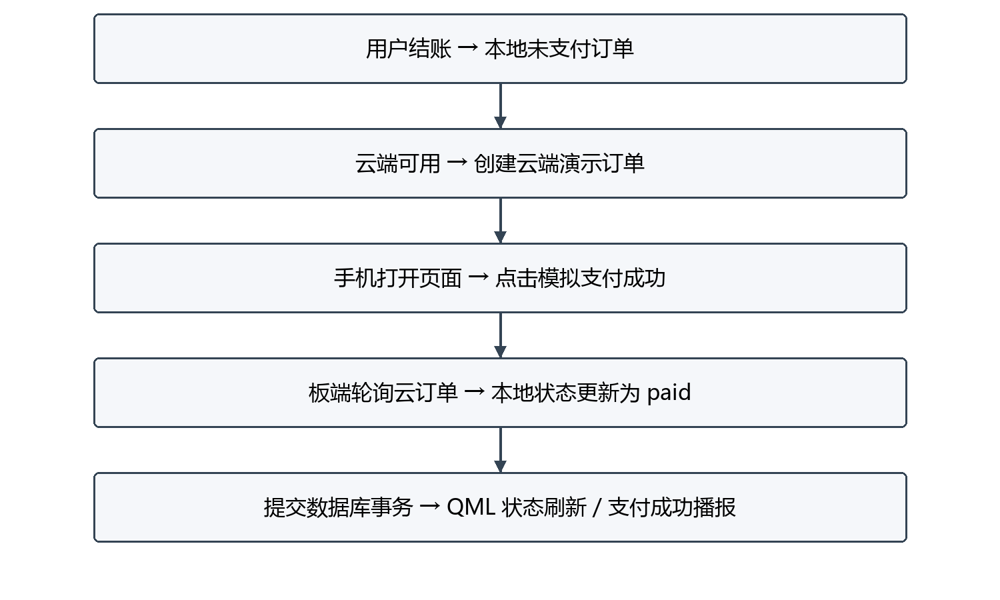 用户结账 → 本地未支付订单
云端可用 → 创建云端演示订单
手机打开页面 → 点击模拟支付成功
板端轮询云订单 → 本地状态更新为 paid
提交数据库事务 → QML 状态刷新 / 支付成功播报